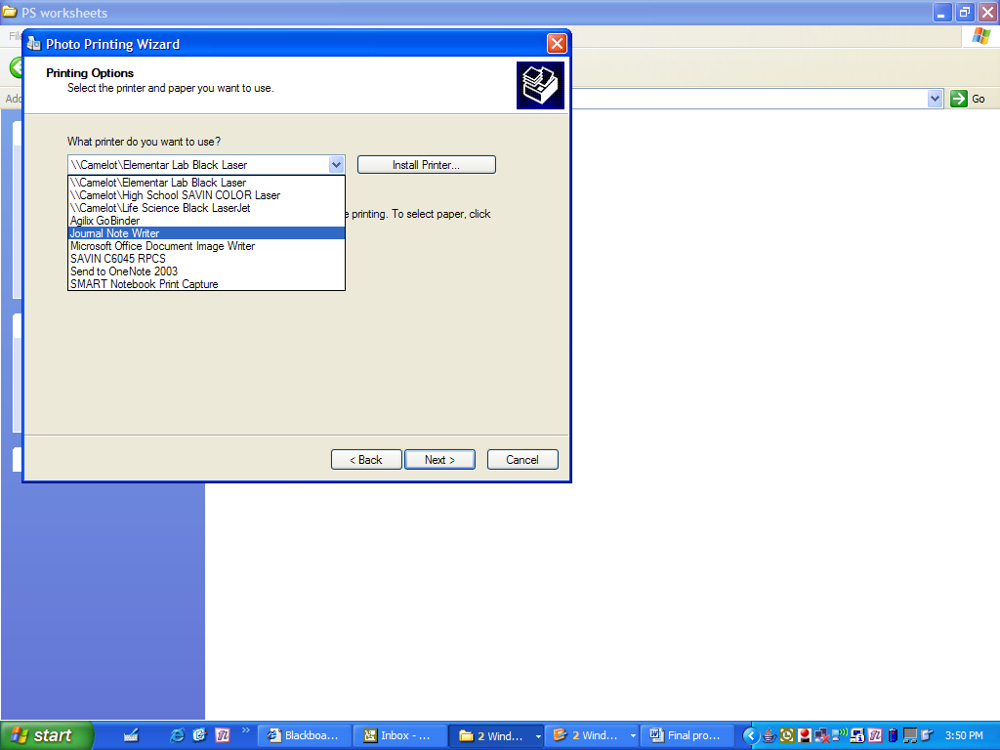 PS worksheets
Fil
Photo Printing Wizard
Printing Options
Select the printer and paper you want to use.
Add
Go
What printer do you want to use?
\\Camelot\Elementar Lab Black Laser
Install Printer...
\\Camelot\Elementar Lab Black Laser
\\Camelot\High School SAVIN COLOR Laser
\\Camelot\Life Science Black LaserJet
e printing. To select paper, click
Agilix GoBinder
Journal Note Writer
Microsoft Office Document Image Writer
SAVIN C6045 RPCS
Send to OneNote 2003
SMART Notebook Print Capture
< Back
Next >
Cancel
start
»
Blackboa...
Inbox - ...
2 Wind...
2 Wind...
Final pro...
3:50 PM